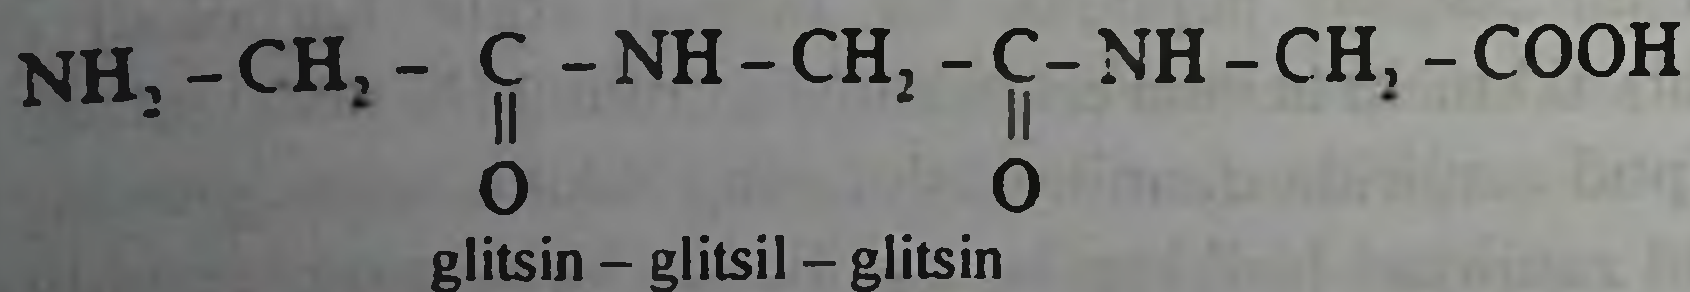 NH₂ – CH₂ – C – NH – CH₂ – C – NH – CH₂ – COOH
|| ||
O O
glitsin – glitsil – glitsin